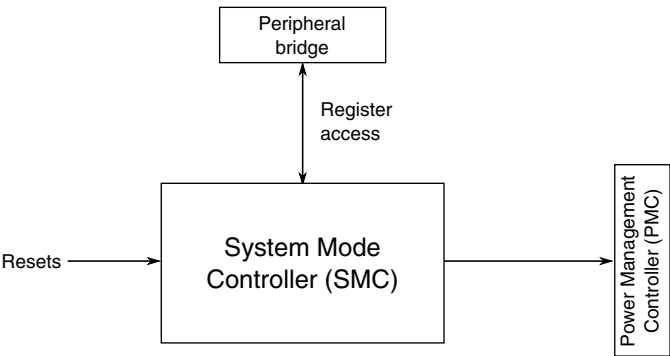 Peripheral
bridge
Register
access
Resets
System Mode
Controller (SMC)
Power Management
Controller (PMC)